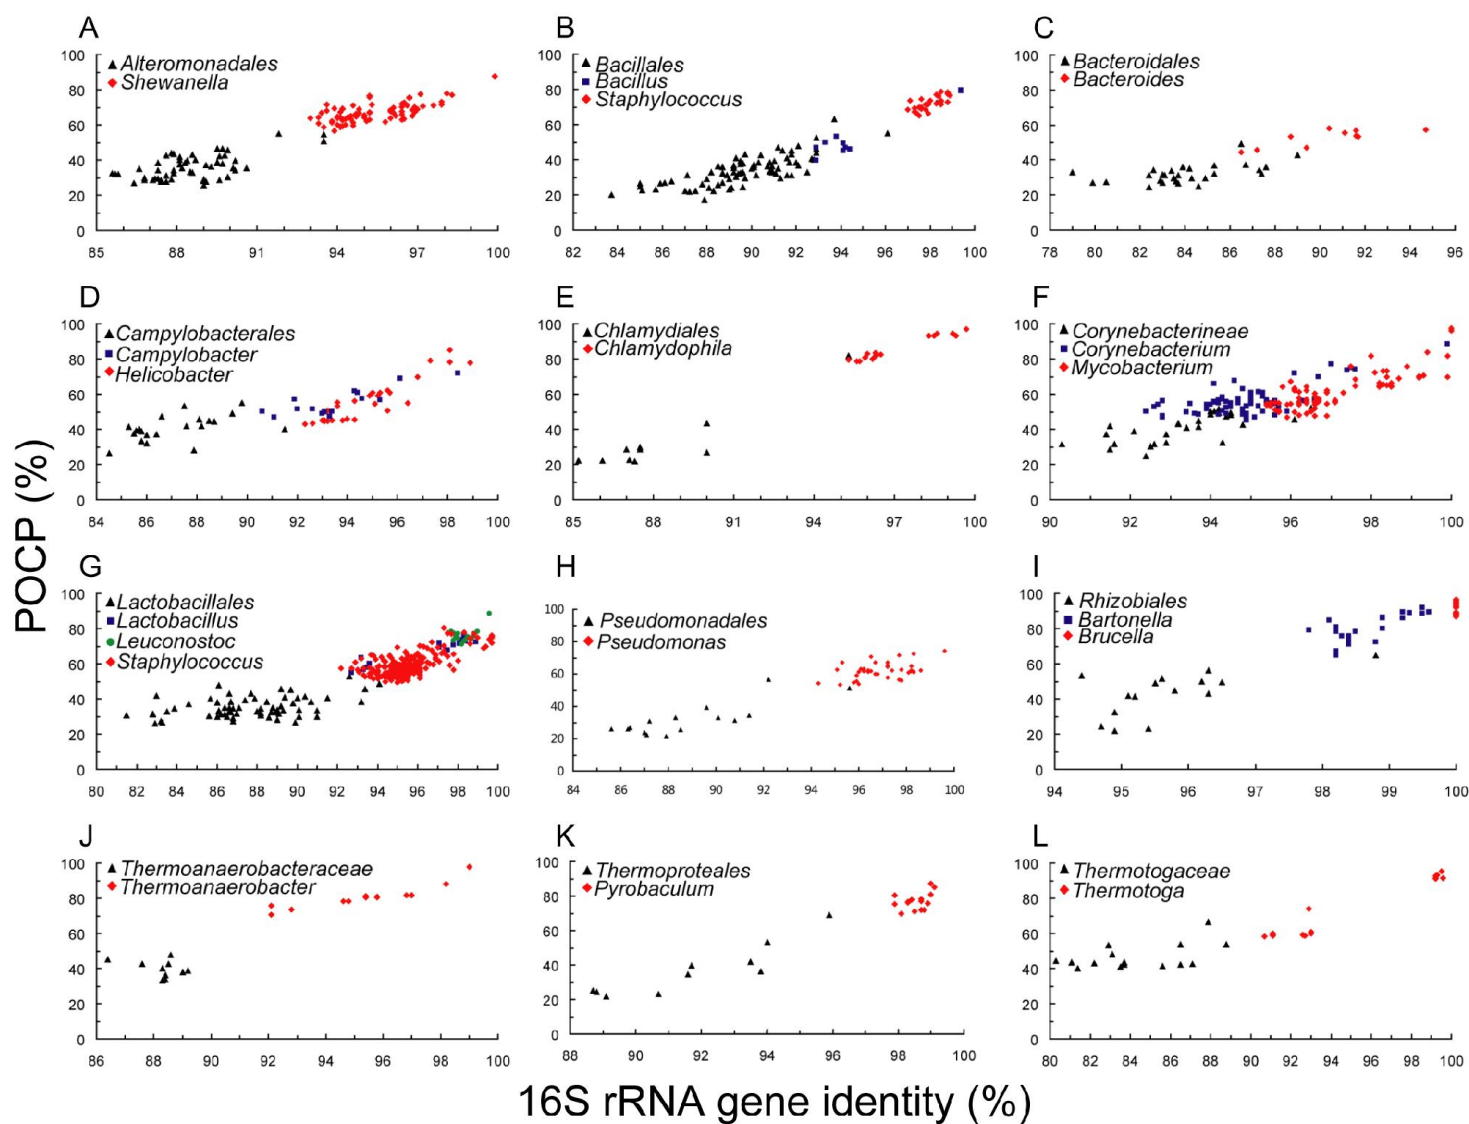 POCP (%)
A
Alteromonadales
Shewanella
100
80
60
40
20
0
85 88 91 94 97 100
B
Bacillales
Bacillus
Staphylococcus
100
80
60
40
20
0
82 84 86 88 90 92 94 96 98 100
C
Bacteroidales
Bacteroides
100
80
60
40
20
0
78 80 82 84 86 88 90 92 94 96
D
Campylobacterales
Campylobacter
Helicobacter
100
80
60
40
20
0
84 86 88 90 92 94 96 98 100
E
Chlamydiales
Chlamydophila
100
80
60
40
20
0
85 88 91 94 97 100
F
Corynebacterineae
Corynebacterium
Mycobacterium
100
80
60
40
20
0
90 92 94 96 98 100
G
Lactobacillales
Lactobacillus
Leuconostoc
Staphylococcus
100
80
60
40
20
0
80 82 84 86 88 90 92 94 96 98 100
H
Pseudomonadales
Pseudomonas
100
80
60
40
20
0
84 86 88 90 92 94 96 98 100
I
Rhizobiales
Bartonella
Brucella
100
80
60
40
20
0
94 95 96 97 98 99 100
J
Thermoanaerobacteraceae
Thermoanaerobacter
100
80
60
40
20
0
86 88 90 92 94 96 98 100
K
Thermoproteales
Pyrobaculum
100
80
60
40
20
0
88 90 92 94 96 98 100
L
Thermotogaceae
Thermotoga
100
80
60
40
20
0
80 82 84 86 88 90 92 94 96 98 100
16S rRNA gene identity (%)